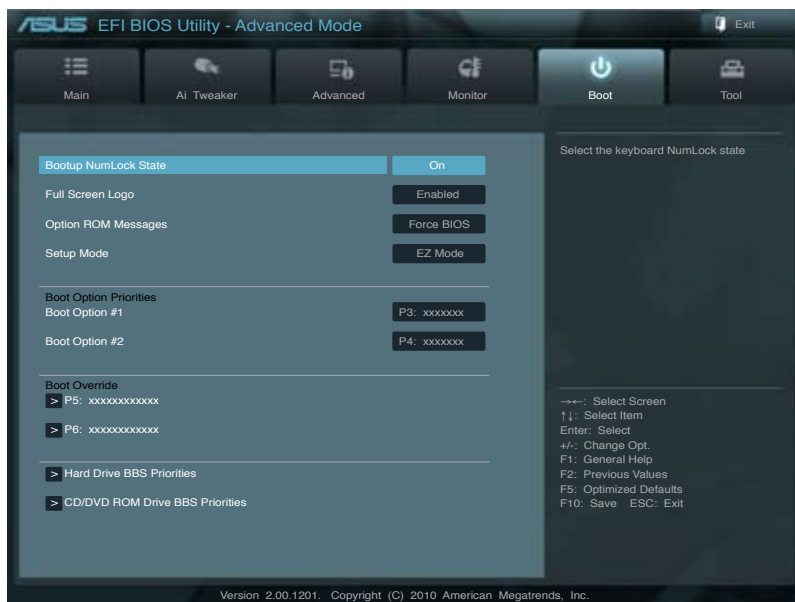 ASUS EFI BIOS Utility - Advanced Mode
Exit
Main
Ai Tweaker
Advanced
Monitor
Boot
Tool
Bootup NumLock State On
Full Screen Logo Enabled
Option ROM Messages Force BIOS
Setup Mode EZ Mode
Boot Option Priorities
Boot Option #1 P3: xxxxxxx
Boot Option #2 P4: xxxxxxx
Boot Override
> P5: xxxxxxxxxxxx
> P6: xxxxxxxxxxxx
> Hard Drive BBS Priorities
> CD/DVD ROM Drive BBS Priorities
Select the keyboard NumLock state
→←: Select Screen
↑↓: Select Item
Enter: Select
+/-: Change Opt.
F1: General Help
F2: Previous Values
F5: Optimized Defaults
F10: Save ESC: Exit
Version 2.00.1201. Copyright (C) 2010 American Megatrends, Inc.